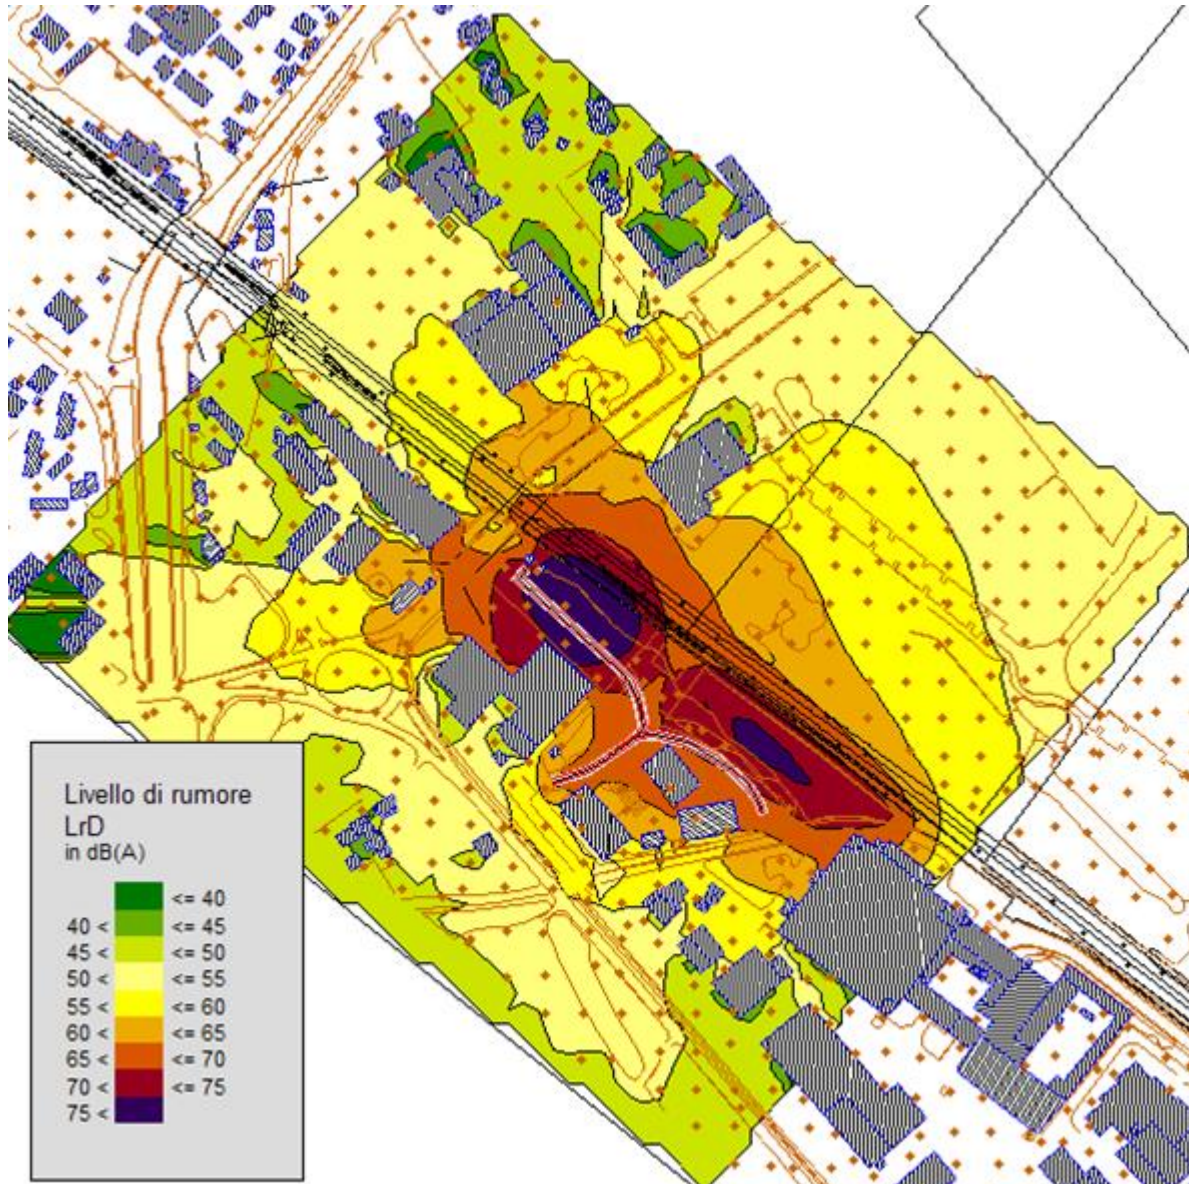 Livello di rumore
LrD
in dB(A)
<= 40
40 < <= 45
45 < <= 50
50 < <= 55
55 < <= 60
60 < <= 65
65 < <= 70
70 < <= 75
75 <